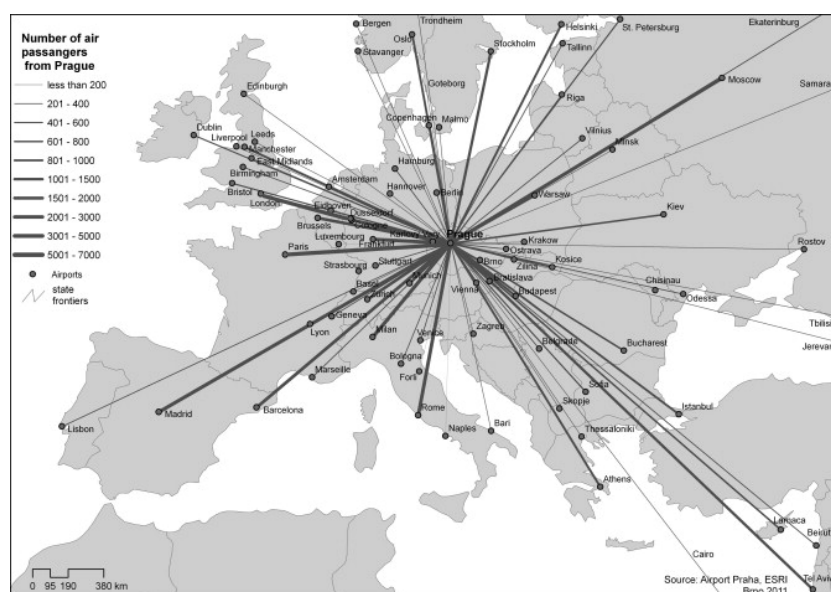 Number of air
passangers
from Prague
less than 200
201 - 400
401 - 600
601 - 800
801 - 1000
1001 - 1500
1501 - 2000
2001 - 3000
3001 - 5000
5001 - 7000
Airports
state
frontiers
Bergen
Trondheim
Oslo
Stavanger
Helsinki
St. Petersburg
Ekaterinburg
Stockholm
Tallinn
Goteborg
Moscow
Samara
Edinburgh
Riga
Copenhagen
Malmo
Dublin
Liverpool
Leeds
Manchester
East Midlands
Vilnius
Minsk
Birmingham
Hamburg
Amsterdam
Hannover
Berlin
Warsaw
Bristol
London
Düsseldorf
Brussels
Cologne
Kiev
Luxembourg
Frankfurt
Karlovy Vary
Prague
Krakow
Ostrava
Rostov
Paris
Strasbourg
Stuttgart
Brno
Zilina
Kosice
Munich
Basel
Zurich
Vienna
Bratislava
Budapest
Chisinau
Odessa
Geneva
Lyon
Milan
Venice
Zagreb
Belgrade
Bucharest
Tbilisi
Jerevan
Bologna
Forli
Marseille
Sofia
Skopje
Istanbul
Lisbon
Madrid
Barcelona
Rome
Naples
Bari
Thessaloniki
Athens
Larnaca
Beirut
Cairo
Tel Aviv
0 95 190 380 km
Source: Airport Praha, ESRI
Brno 2011